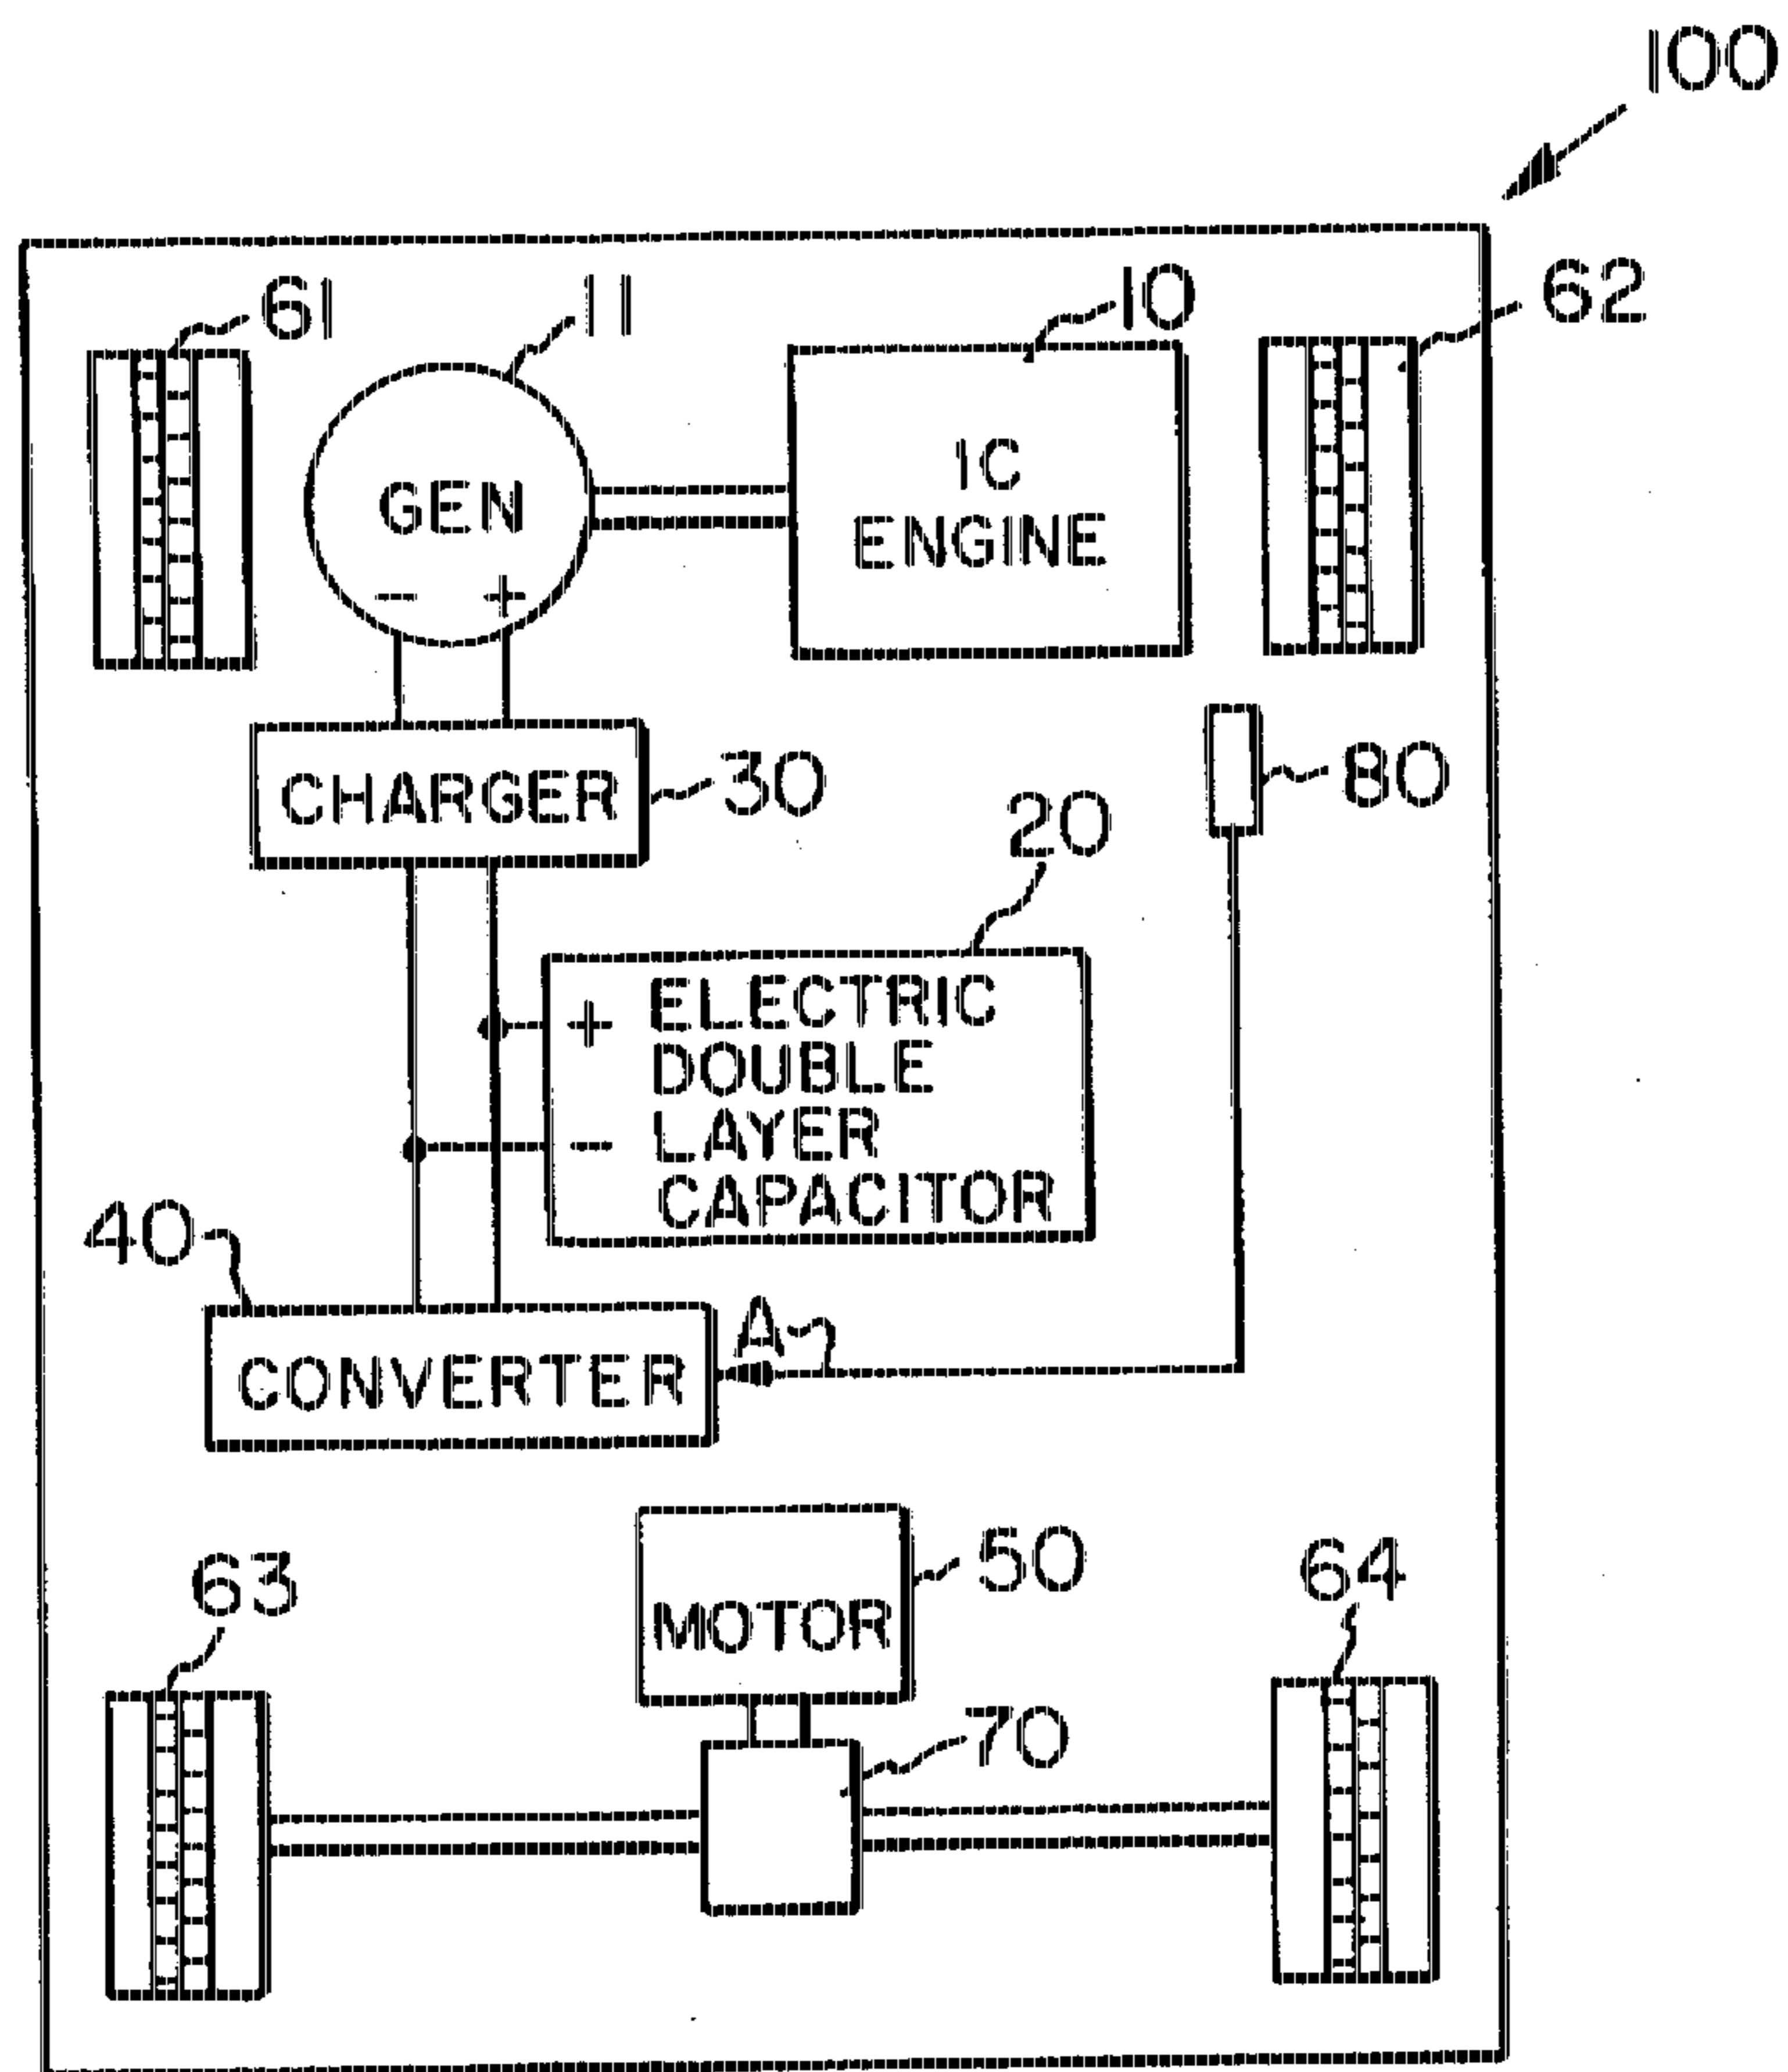 100
61
11
10
62
GEN
- +
IC
ENGINE
CHARGER
30
80
20
+ ELECTRIC
DOUBLE
- LAYER
CAPACITOR
40
A
CONVERTER
50
MOTOR
63
64
70